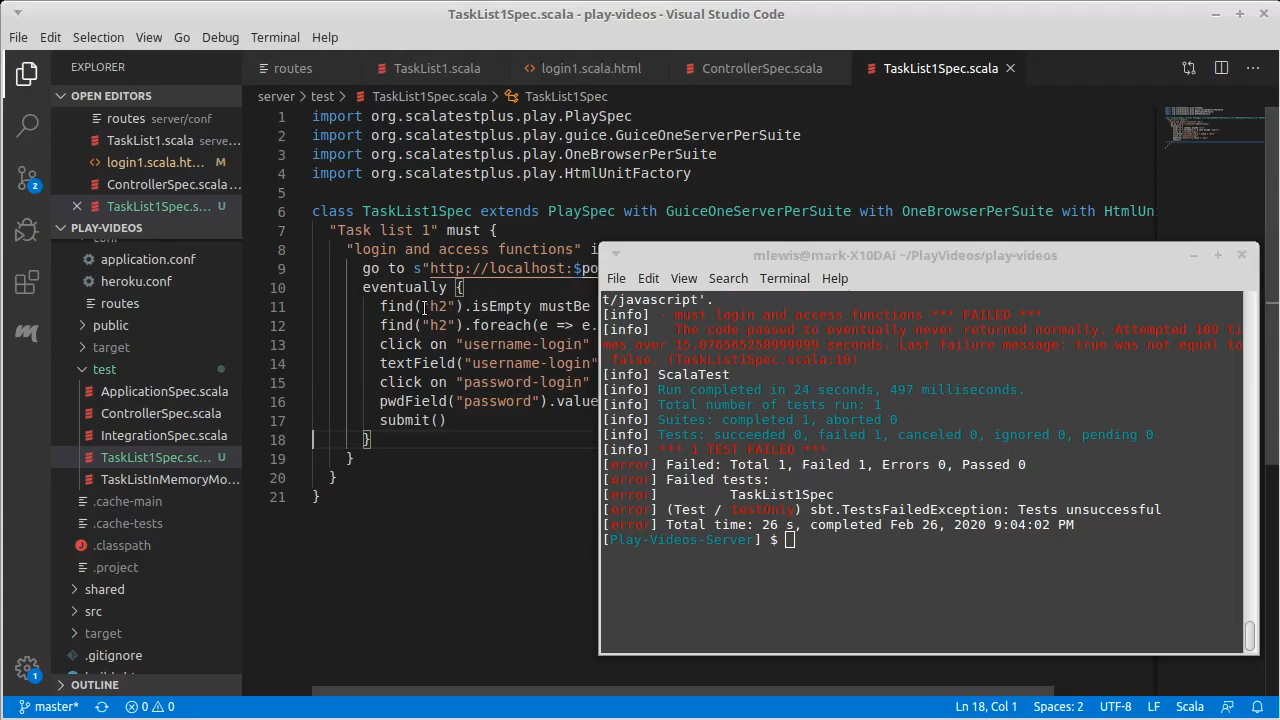 TaskList1Spec.scala - play-videos - Visual Studio Code
File Edit Selection View Go Debug Terminal Help
EXPLORER
routes TaskList1.scala login1.scala.html ControllerSpec.scala TaskList1Spec.scala
OPEN EDITORS
server › test › TaskList1Spec.scala › TaskList1Spec
routes server/conf
TaskList1.scala server/...
login1.scala.ht... M
ControllerSpec.scala...
TaskList1Spec.s... U
PLAY-VIDEOS
conf
application.conf
heroku.conf
routes
public
target
test
ApplicationSpec.scala
ControllerSpec.scala
IntegrationSpec.scala
TaskList1Spec.sc... U
TaskListInMemoryMo...
.cache-main
.cache-tests
.classpath
.project
shared
src
target
.gitignore
OUTLINE
1 import org.scalatestplus.play.PlaySpec
2 import org.scalatestplus.play.guice.GuiceOneServerPerSuite
3 import org.scalatestplus.play.OneBrowserPerSuite
4 import org.scalatestplus.play.HtmlUnitFactory
5
6 class TaskList1Spec extends PlaySpec with GuiceOneServerPerSuite with OneBrowserPerSuite with HtmlUni
7 "Task list 1" must {
8 "login and access functions" i
9 go to s"http://localhost:$po
10 eventually {
11 find("h2").isEmpty mustBe
12 find("h2").foreach(e => e.
13 click on "username-login"
14 textField("username-login"
15 click on "password-login"
16 pwdField("password").value
17 submit()
18 }
19 }
20 }
21 }
mlewis@mark-X10DAi ~/PlayVideos/play-videos
File Edit View Search Terminal Help
t/javascript'.
[info] - must login and access functions *** FAILED ***
[info] The code passed to eventually never returned normally. Attempted 109 ti
mes over 15.076565258999999 seconds. Last failure message: true was not equal to
false. (TaskList1Spec.scala:10)
[info] ScalaTest
[info] Run completed in 24 seconds, 497 milliseconds.
[info] Total number of tests run: 1
[info] Suites: completed 1, aborted 0
[info] Tests: succeeded 0, failed 1, canceled 0, ignored 0, pending 0
[info] *** 1 TEST FAILED ***
[error] Failed: Total 1, Failed 1, Errors 0, Passed 0
[error] Failed tests:
[error] TaskList1Spec
[error] (Test / testOnly) sbt.TestsFailedException: Tests unsuccessful
[error] Total time: 26 s, completed Feb 26, 2020 9:04:02 PM
[Play-Videos-Server] $
2
1
master* 0 0 Ln 18, Col 1 Spaces: 2 UTF-8 LF Scala